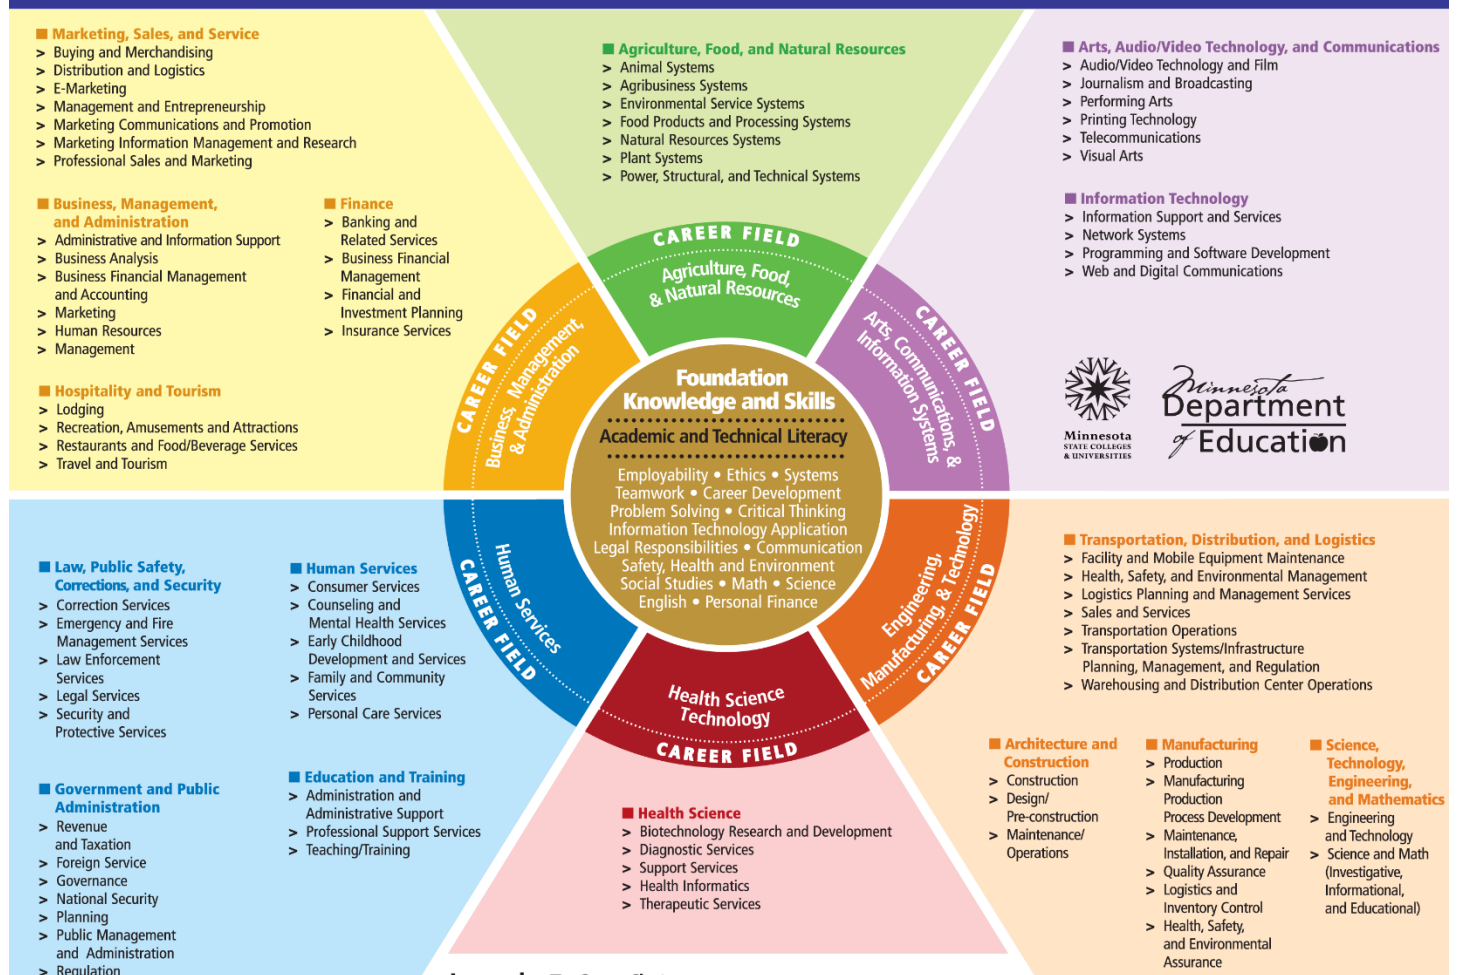 ■ Marketing, Sales, and Service
> Buying and Merchandising
> Distribution and Logistics
> E-Marketing
> Management and Entrepreneurship
> Marketing Communications and Promotion
> Marketing Information Management and Research
> Professional Sales and Marketing
■ Business, Management,
and Administration
> Administrative and Information Support
> Business Analysis
> Business Financial Management
and Accounting
> Marketing
> Human Resources
> Management
■ Finance
> Banking and
Related Services
> Business Financial
Management
> Financial and
Investment Planning
> Insurance Services
■ Hospitality and Tourism
> Lodging
> Recreation, Amusements and Attractions
> Restaurants and Food/Beverage Services
> Travel and Tourism
■ Agriculture, Food, and Natural Resources
> Animal Systems
> Agribusiness Systems
> Environmental Service Systems
> Food Products and Processing Systems
> Natural Resources Systems
> Plant Systems
> Power, Structural, and Technical Systems
■ Arts, Audio/Video Technology, and Communications
> Audio/Video Technology and Film
> Journalism and Broadcasting
> Performing Arts
> Printing Technology
> Telecommunications
> Visual Arts
■ Information Technology
> Information Support and Services
> Network Systems
> Programming and Software Development
> Web and Digital Communications
Minnesota
STATE COLLEGES
& UNIVERSITIES
Minnesota
Department
of Education
CAREER FIELD
Agriculture, Food,
& Natural Resources
CAREER FIELD
Business, Management,
& Administration
CAREER FIELD
Arts, Communications, &
Information Systems
Foundation
Knowledge and Skills
Academic and Technical Literacy
Employability • Ethics • Systems
Teamwork • Career Development
Problem Solving • Critical Thinking
Information Technology Application
Legal Responsibilities • Communication
Safety, Health and Environment
Social Studies • Math • Science
English • Personal Finance
Human Services
CAREER FIELD
Engineering,
Manufacturing, & Technology
CAREER FIELD
Health Science
Technology
CAREER FIELD
■ Law, Public Safety,
Corrections, and Security
> Correction Services
> Emergency and Fire
Management Services
> Law Enforcement
Services
> Legal Services
> Security and
Protective Services
■ Human Services
> Consumer Services
> Counseling and
Mental Health Services
> Early Childhood
Development and Services
> Family and Community
Services
> Personal Care Services
■ Government and Public
Administration
> Revenue
and Taxation
> Foreign Service
> Governance
> National Security
> Planning
> Public Management
and Administration
> Regulation
■ Education and Training
> Administration and
Administrative Support
> Professional Support Services
> Teaching/Training
■ Health Science
> Biotechnology Research and Development
> Diagnostic Services
> Support Services
> Health Informatics
> Therapeutic Services
■ Transportation, Distribution, and Logistics
> Facility and Mobile Equipment Maintenance
> Health, Safety, and Environmental Management
> Logistics Planning and Management Services
> Sales and Services
> Transportation Operations
> Transportation Systems/Infrastructure
Planning, Management, and Regulation
> Warehousing and Distribution Center Operations
■ Architecture and
Construction
> Construction
> Design/
Pre-construction
> Maintenance/
Operations
■ Manufacturing
> Production
> Manufacturing
Production
Process Development
> Maintenance,
Installation, and Repair
> Quality Assurance
> Logistics and
Inventory Control
> Health, Safety,
and Environmental
Assurance
■ Science,
Technology,
Engineering,
and Mathematics
> Engineering
and Technology
> Science and Math
(Investigative,
Informational,
and Educational)